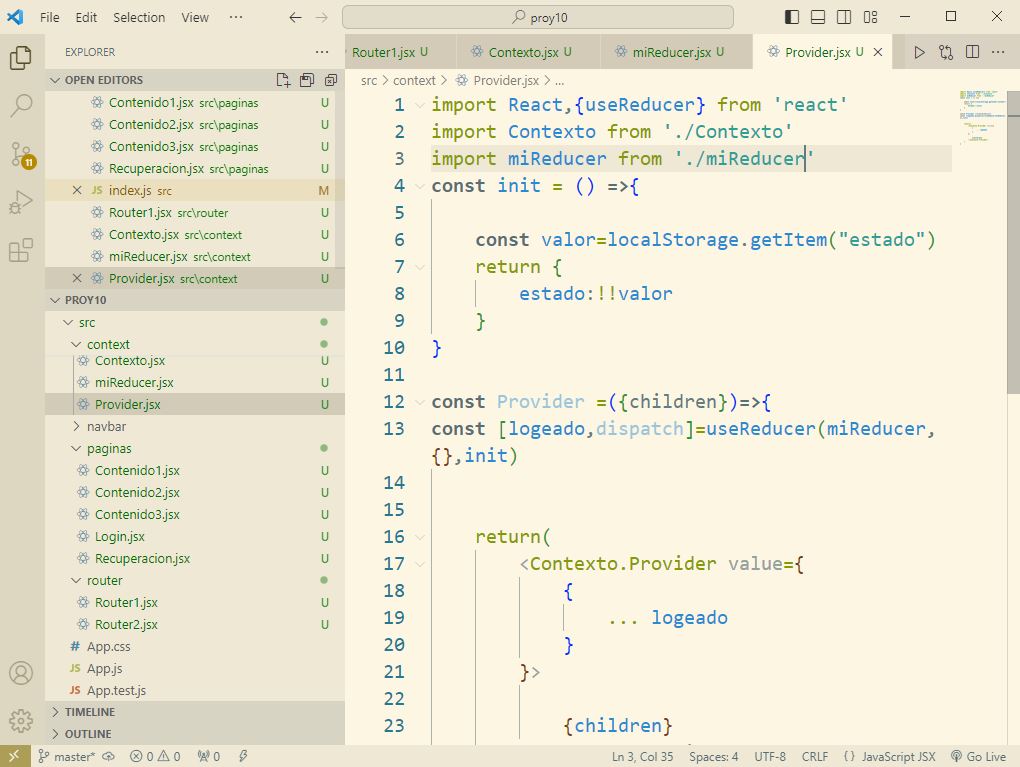 File Edit Selection View ··· proy10
EXPLORER ···
Router1.jsx U Contexto.jsx U miReducer.jsx U Provider.jsx U
OPEN EDITORS
Contenido1.jsx src\paginas U
Contenido2.jsx src\paginas U
Contenido3.jsx src\paginas U
Recuperacion.jsx src\paginas U
JS index.js src M
Router1.jsx src\router U
Contexto.jsx src\context U
miReducer.jsx src\context U
Provider.jsx src\context U
11
PROY10
src
context
Contexto.jsx U
miReducer.jsx U
Provider.jsx U
navbar
paginas
Contenido1.jsx U
Contenido2.jsx U
Contenido3.jsx U
Login.jsx U
Recuperacion.jsx U
router
Router1.jsx U
Router2.jsx U
# App.css
JS App.js
JS App.test.js
TIMELINE
OUTLINE
src > context > Provider.jsx > ...
1 import React,{useReducer} from 'react'
2 import Contexto from './Contexto'
3 import miReducer from './miReducer'
4 const init = () =>{
5
6 const valor=localStorage.getItem("estado")
7 return {
8 estado:!!valor
9 }
10 }
11
12 const Provider =({children})=>{
13 const [logeado,dispatch]=useReducer(miReducer,
{},init)
14
15
16 return(
17 <Contexto.Provider value={
18 {
19 ... logeado
20 }
21 }>
22
23 {children}
master* 0 0 0 Ln 3, Col 35 Spaces: 4 UTF-8 CRLF {} JavaScript JSX Go Live